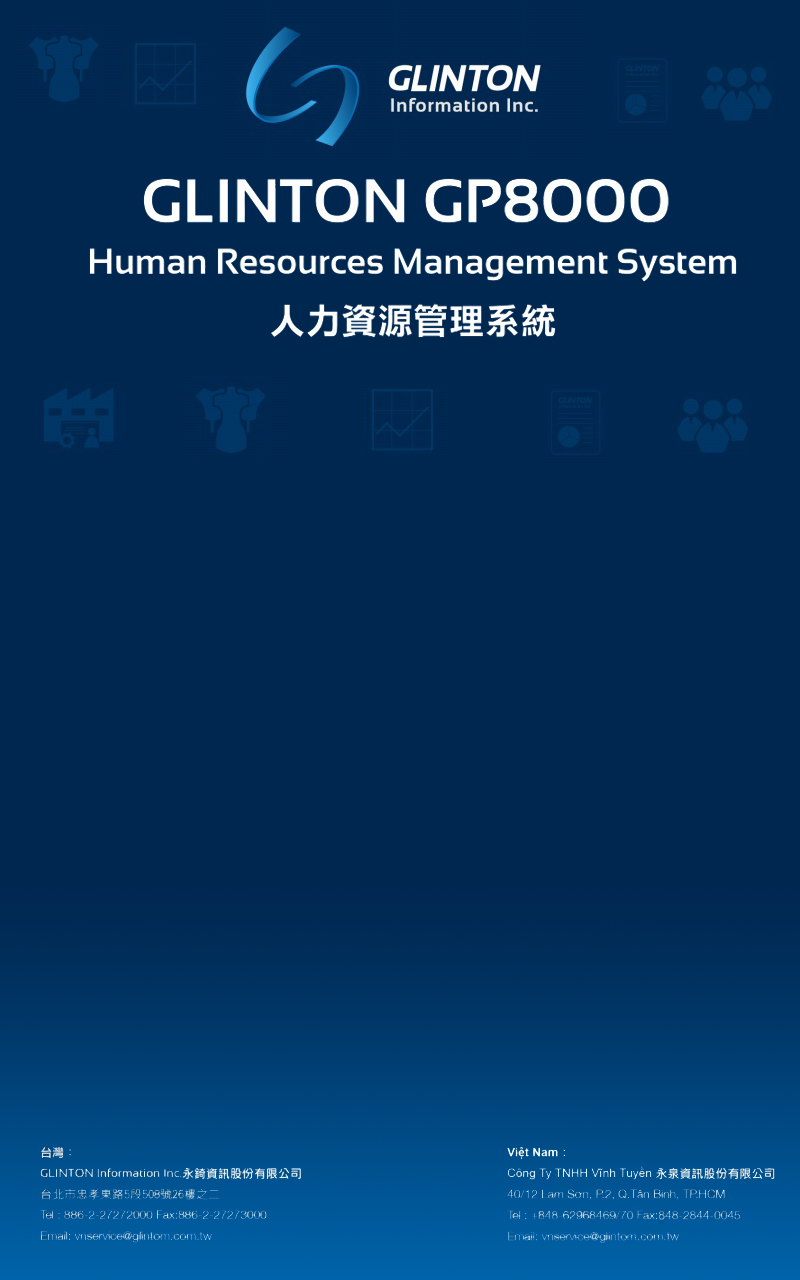 GLINTON
Information Inc.
GLINTON GP8000
Human Resources Management System
人力資源管理系統
台灣：
GLINTON Information Inc.永錡資訊股份有限公司
台北市忠孝東路5段508號26樓之二
Tel : 886-2-27272000 Fax:886-2-27273000
Email: vnservice@glintom.com.tw
Việt Nam :
Công Ty TNHH Vĩnh Tuyền 永泉資訊股份有限公司
40/12 Lam Sơn, P.2, Q.Tân Bình, TP.HCM
Tel : +848-62968469/70 Fax:848-2844-0045
Email: vnservice@glintom.com.tw